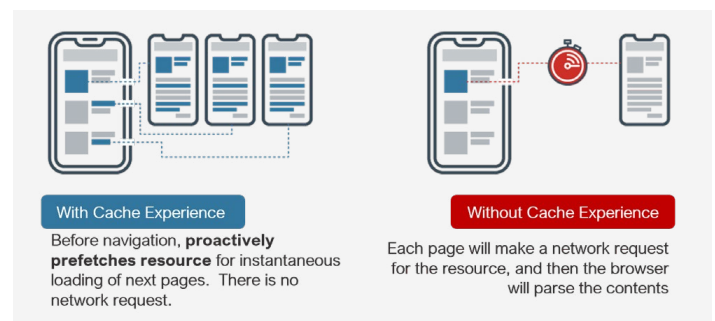 With Cache Experience
Before navigation, proactively
prefetches resource for instantaneous
loading of next pages.  There is no
network request.
Without Cache Experience
Each page will make a network request
for the resource, and then the browser
will parse the contents